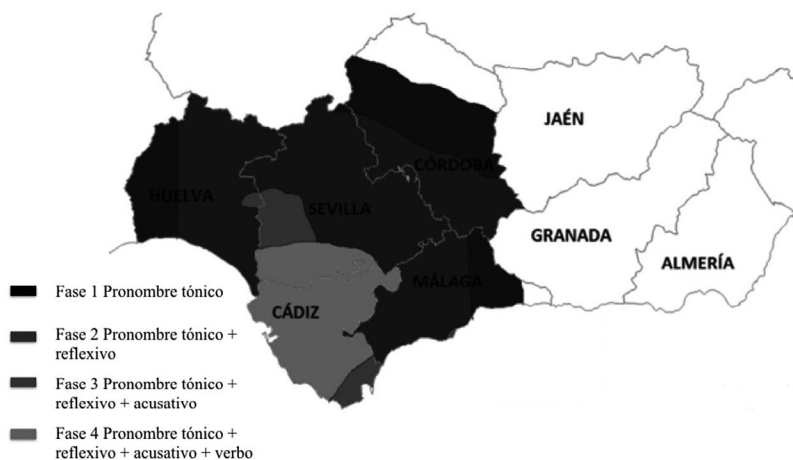 JAÉN
CÓRDOBA
HUELVA
SEVILLA
GRANADA
ALMERÍA
MÁLAGA
CÁDIZ
Fase 1 Pronombre tónico
Fase 2 Pronombre tónico +
reflexivo
Fase 3 Pronombre tónico +
reflexivo + acusativo
Fase 4 Pronombre tónico +
reflexivo + acusativo + verbo